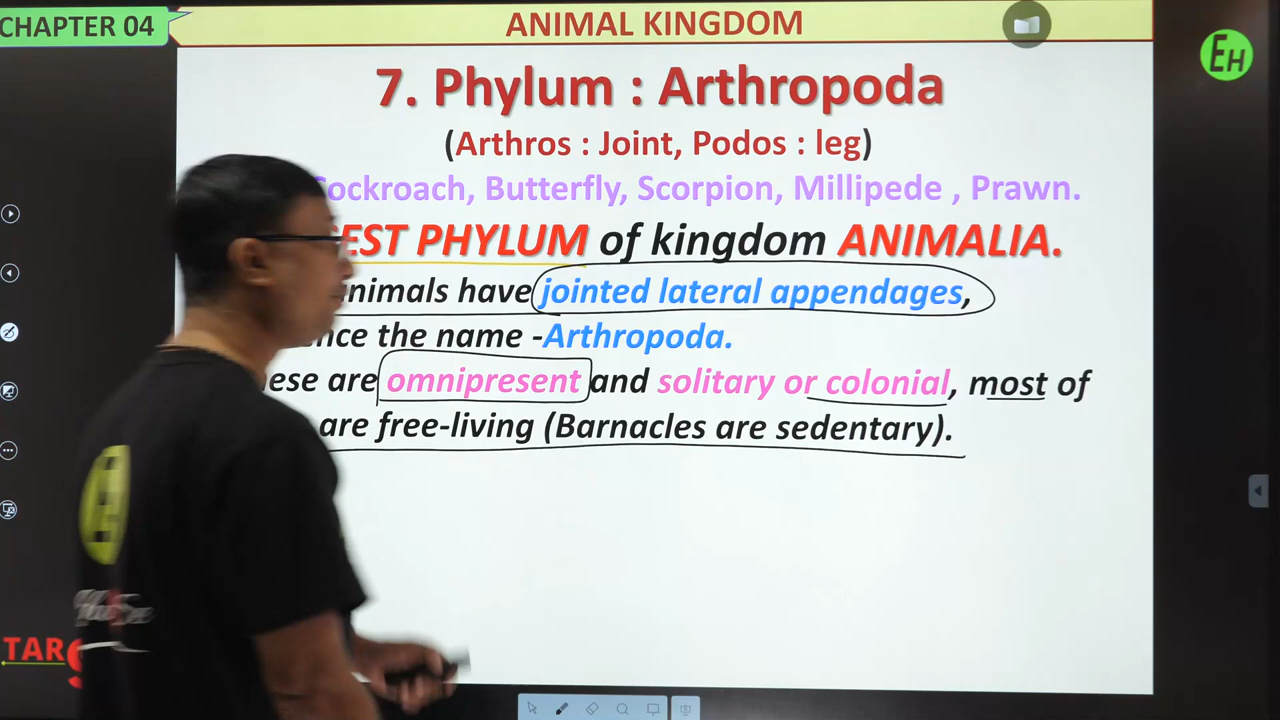 CHAPTER 04
ANIMAL KINGDOM
EH
7. Phylum : Arthropoda
(Arthros : Joint, Podos : leg)
Cockroach, Butterfly, Scorpion, Millipede , Prawn.
EST PHYLUM of kingdom ANIMALIA.
animals have jointed lateral appendages,
nce the name -Arthropoda.
ese are omnipresent and solitary or colonial, most of
are free-living (Barnacles are sedentary).
TAR